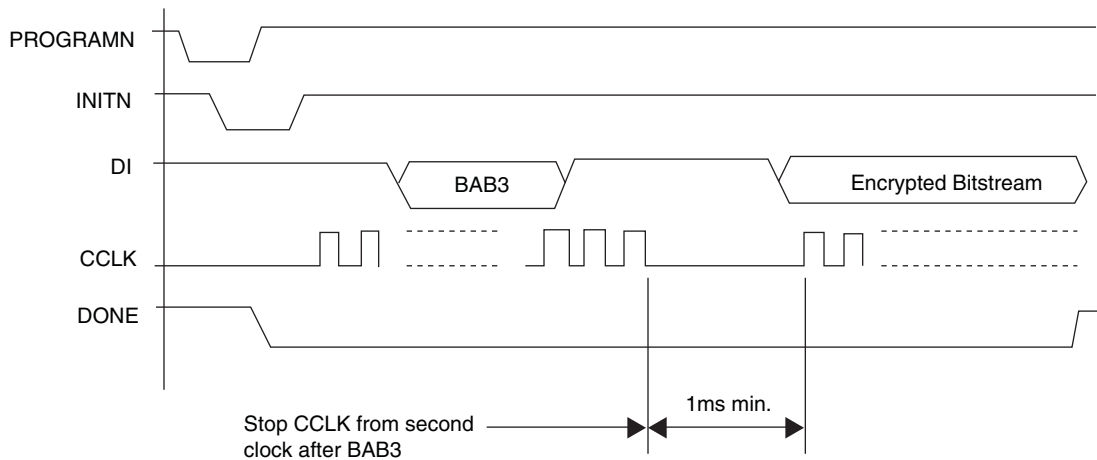 PROGRAMN
INITN
DI
BAB3
Encrypted Bitstream
CCLK
DONE
1ms min.
Stop CCLK from second
clock after BAB3